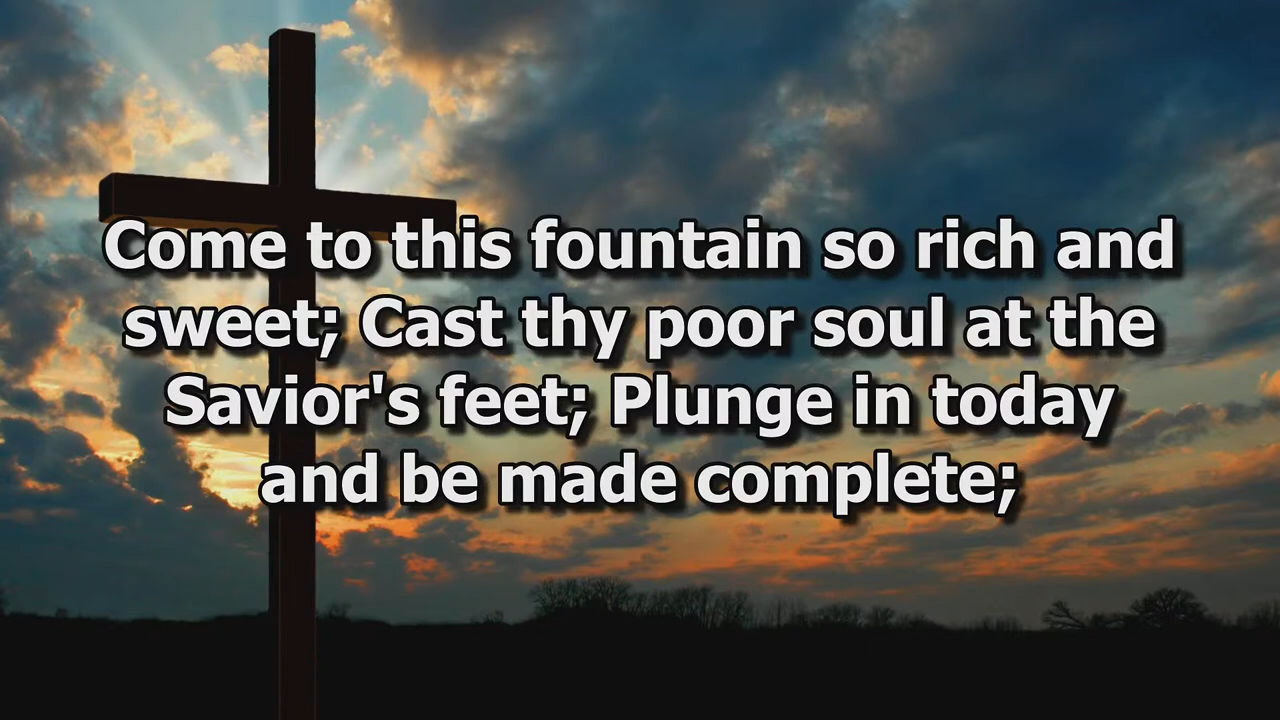 Come to this fountain so rich and
sweet; Cast thy poor soul at the
Savior's feet; Plunge in today
and be made complete;